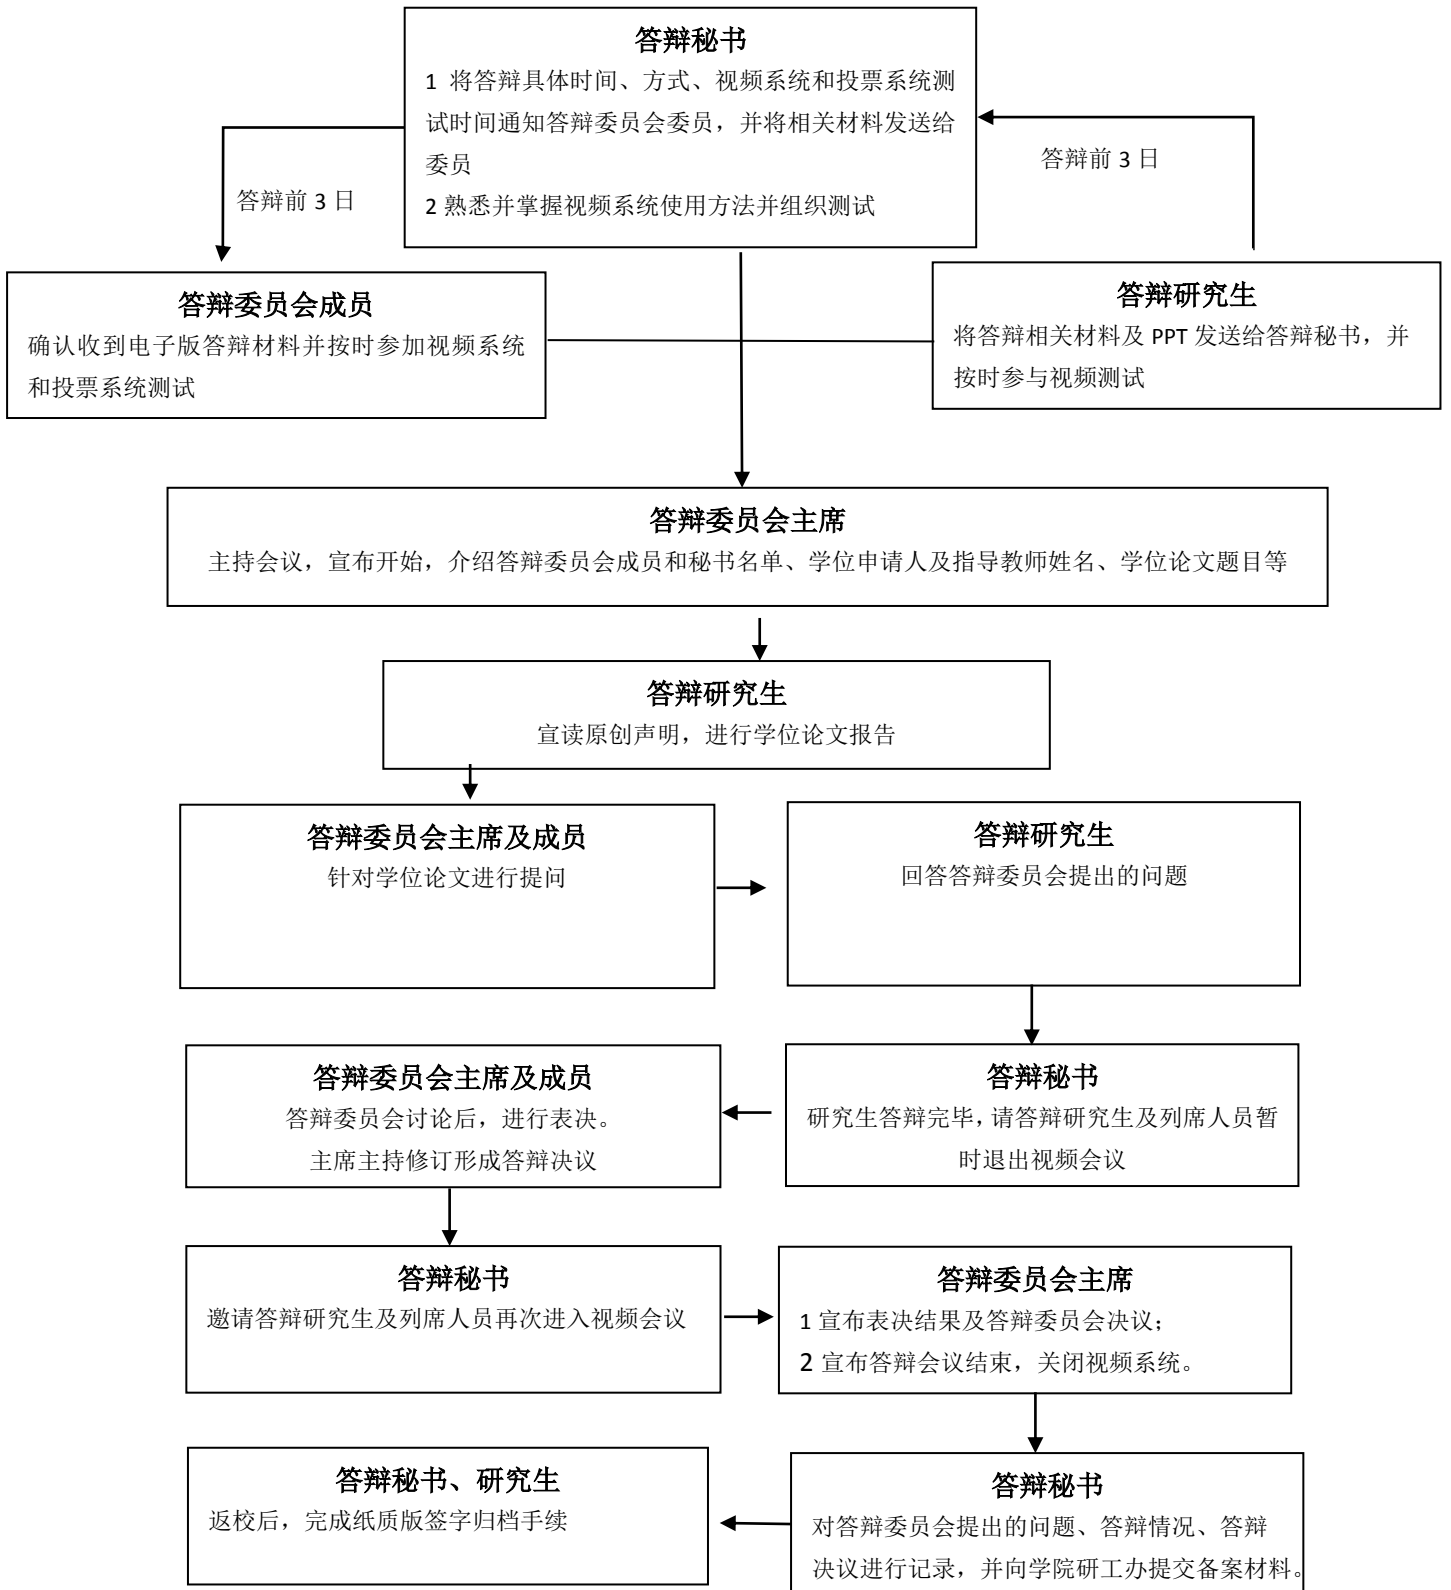 答辩秘书
1 将答辩具体时间、方式、视频系统和投票系统测
试时间通知答辩委员会委员，并将相关材料发送给
委员
2 熟悉并掌握视频系统使用方法并组织测试
答辩前 3 日
答辩前 3 日
答辩委员会成员
确认收到电子版答辩材料并按时参加视频系统
和投票系统测试
答辩研究生
将答辩相关材料及 PPT 发送给答辩秘书，并
按时参与视频测试
答辩委员会主席
主持会议，宣布开始，介绍答辩委员会成员和秘书名单、学位申请人及指导教师姓名、学位论文题目等
答辩研究生
宣读原创声明，进行学位论文报告
答辩委员会主席及成员
针对学位论文进行提问
答辩研究生
回答答辩委员会提出的问题
答辩委员会主席及成员
答辩委员会讨论后，进行表决。
主席主持修订形成答辩决议
答辩秘书
研究生答辩完毕，请答辩研究生及列席人员暂
时退出视频会议
答辩秘书
邀请答辩研究生及列席人员再次进入视频会议
答辩委员会主席
1 宣布表决结果及答辩委员会决议；
2 宣布答辩会议结束，关闭视频系统。
答辩秘书、研究生
返校后，完成纸质版签字归档手续
答辩秘书
对答辩委员会提出的问题、答辩情况、答辩
决议进行记录，并向学院研工办提交备案材料。